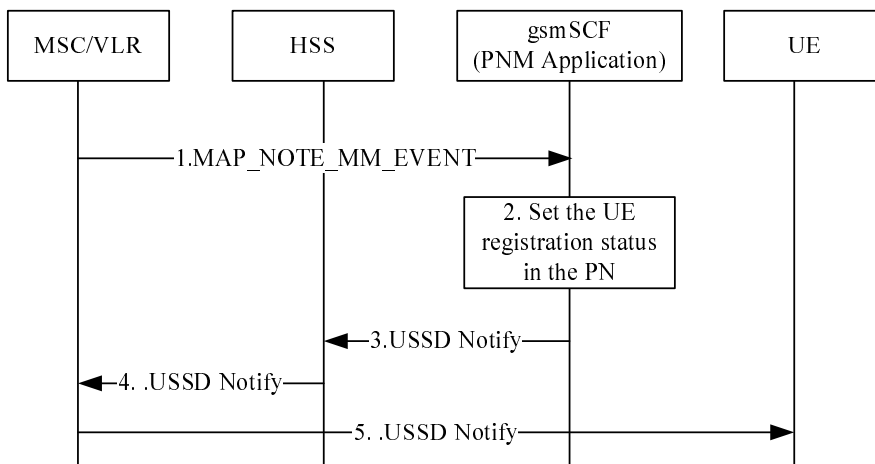 MSC/VLR
HSS
gsmSCF
(PNM Application)
UE
1.MAP_NOTE_MM_EVENT
2. Set the UE
registration status
in the PN
3.USSD Notify
4. .USSD Notify
5. .USSD Notify